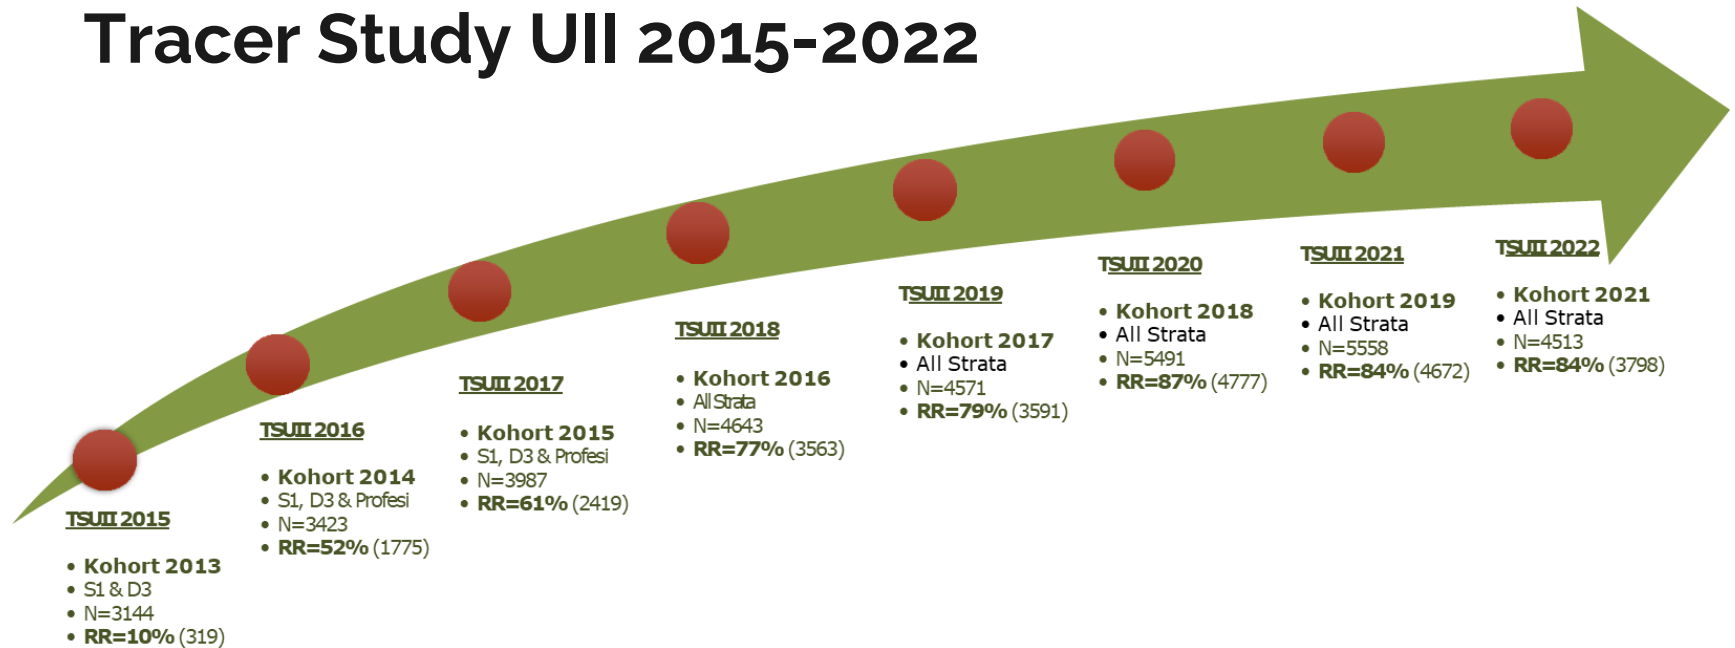 Tracer Study UII 2015-2022
TSUII 2015
• Kohort 2013
• S1 & D3
• N=3144
• RR=10% (319)
TSUII 2016
• Kohort 2014
• S1, D3 & Profesi
• N=3423
• RR=52% (1775)
TSUII 2017
• Kohort 2015
• S1, D3 & Profesi
• N=3987
• RR=61% (2419)
TSUII 2018
• Kohort 2016
• All Strata
• N=4643
• RR=77% (3563)
TSUII 2019
• Kohort 2017
• All Strata
• N=4571
• RR=79% (3591)
TSUII 2020
• Kohort 2018
• All Strata
• N=5491
• RR=87% (4777)
TSUII 2021
• Kohort 2019
• All Strata
• N=5558
• RR=84% (4672)
TSUII 2022
• Kohort 2021
• All Strata
• N=4513
• RR=84% (3798)